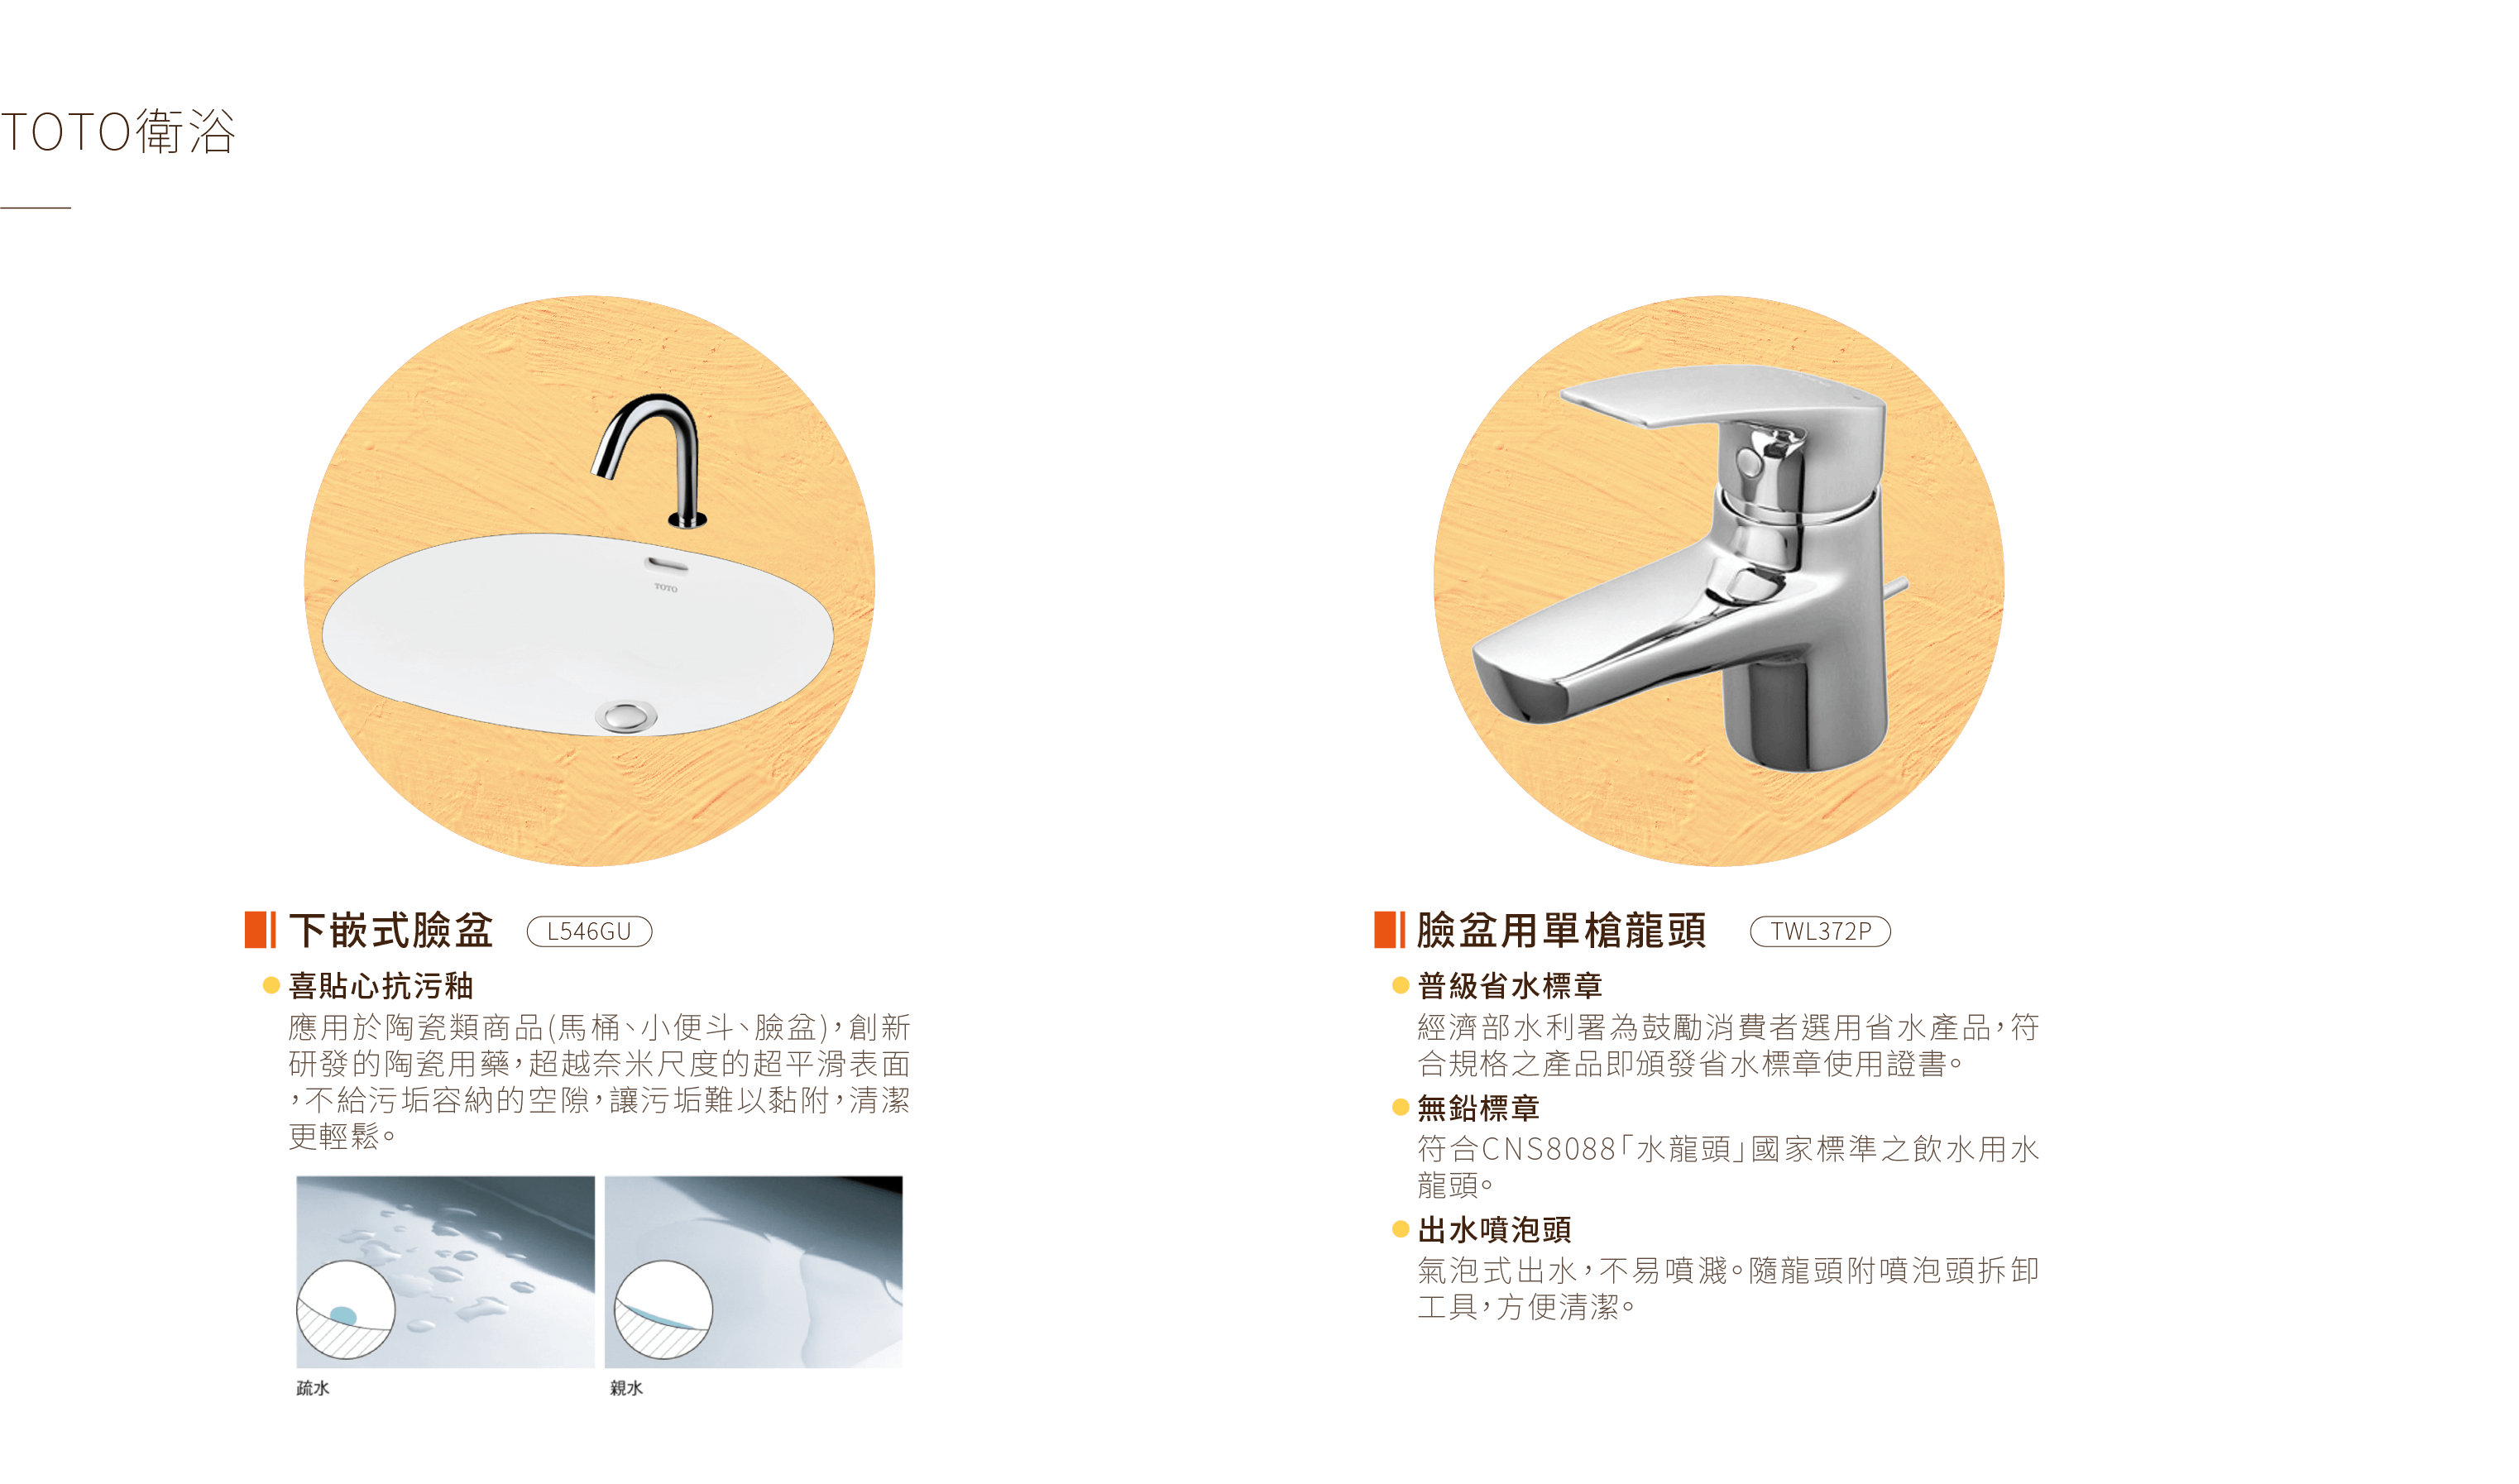 TOTO衛浴
TOTO
下嵌式臉盆 L546GU
喜貼心抗污釉
應用於陶瓷類商品(馬桶、小便斗、臉盆)，創新
研發的陶瓷用藥，超越奈米尺度的超平滑表面
，不給污垢容納的空隙，讓污垢難以黏附，清潔
更輕鬆。
疏水
親水
臉盆用單槍龍頭 TWL372P
普級省水標章
經濟部水利署為鼓勵消費者選用省水產品，符
合規格之產品即頒發省水標章使用證書。
無鉛標章
符合CNS8088「水龍頭」國家標準之飲水用水
龍頭。
出水噴泡頭
氣泡式出水，不易噴濺。隨龍頭附噴泡頭拆卸
工具，方便清潔。